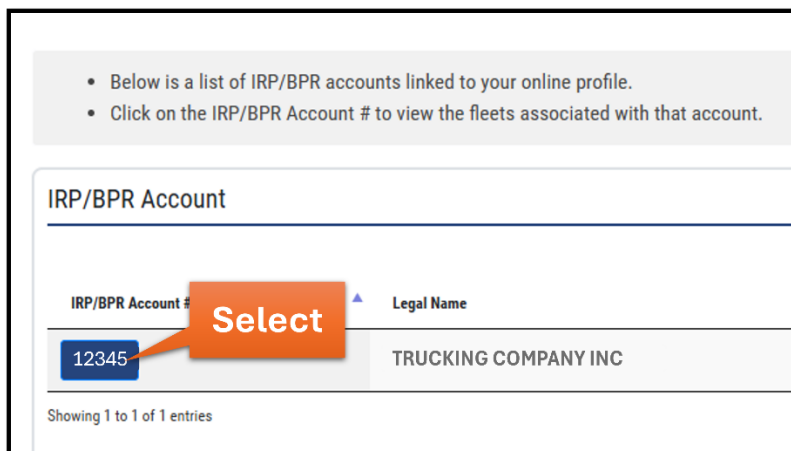 • Below is a list of IRP/BPR accounts linked to your online profile.
• Click on the IRP/BPR Account # to view the fleets associated with that account.
IRP/BPR Account
IRP/BPR Account # Legal Name
Select
12345 TRUCKING COMPANY INC
Showing 1 to 1 of 1 entries